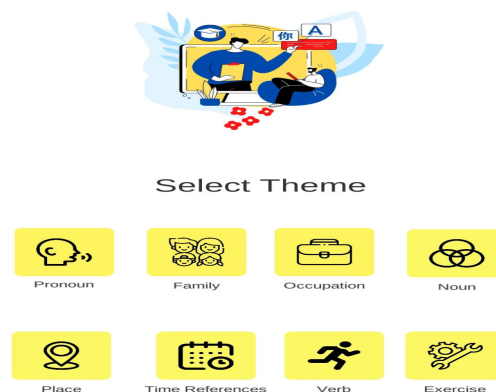 你 A
Select Theme
Pronoun Family Occupation Noun
Place Time References Verb Exercise